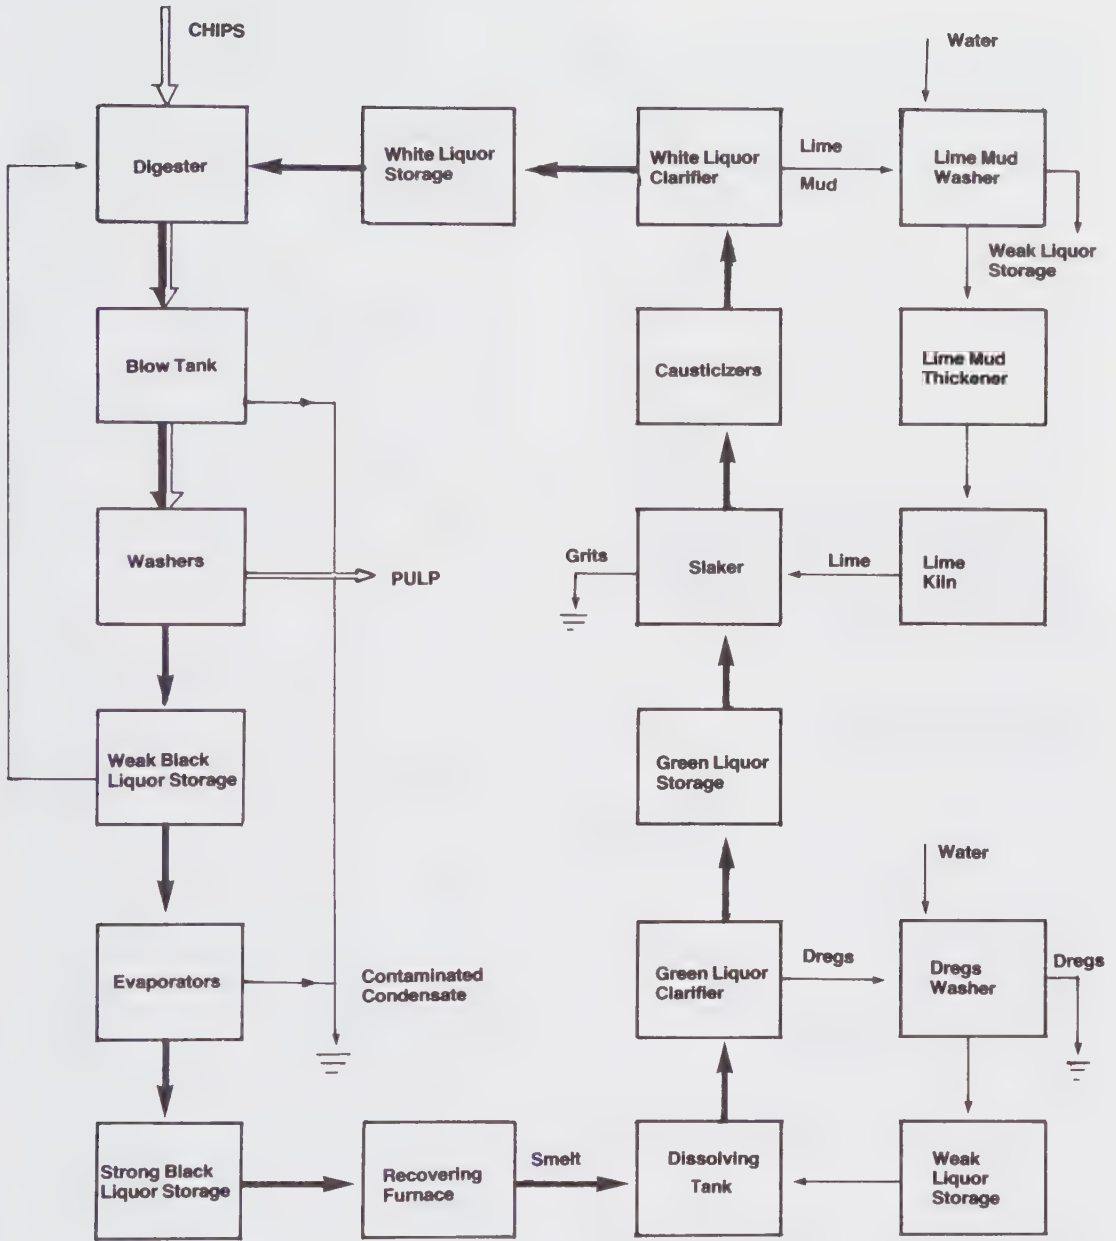 CHIPS
Water
Digester
White Liquor
Storage
White Liquor
Clarifier
Lime
Mud
Lime Mud
Washer
Weak Liquor
Storage
Blow Tank
Causticizers
Lime Mud
Thickener
Washers
PULP
Grits
Slaker
Lime
Lime
Kiln
Weak Black
Liquor Storage
Green Liquor
Storage
Water
Evaporators
Contaminated
Condensate
Green Liquor
Clarifier
Dregs
Dregs
Washer
Dregs
Strong Black
Liquor Storage
Recovering
Furnace
Smelt
Dissolving
Tank
Weak
Liquor
Storage